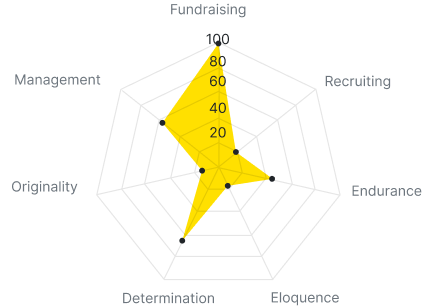 Fundraising
100
80
60
40
20
Management
Recruiting
Originality
Endurance
Determination
Eloquence